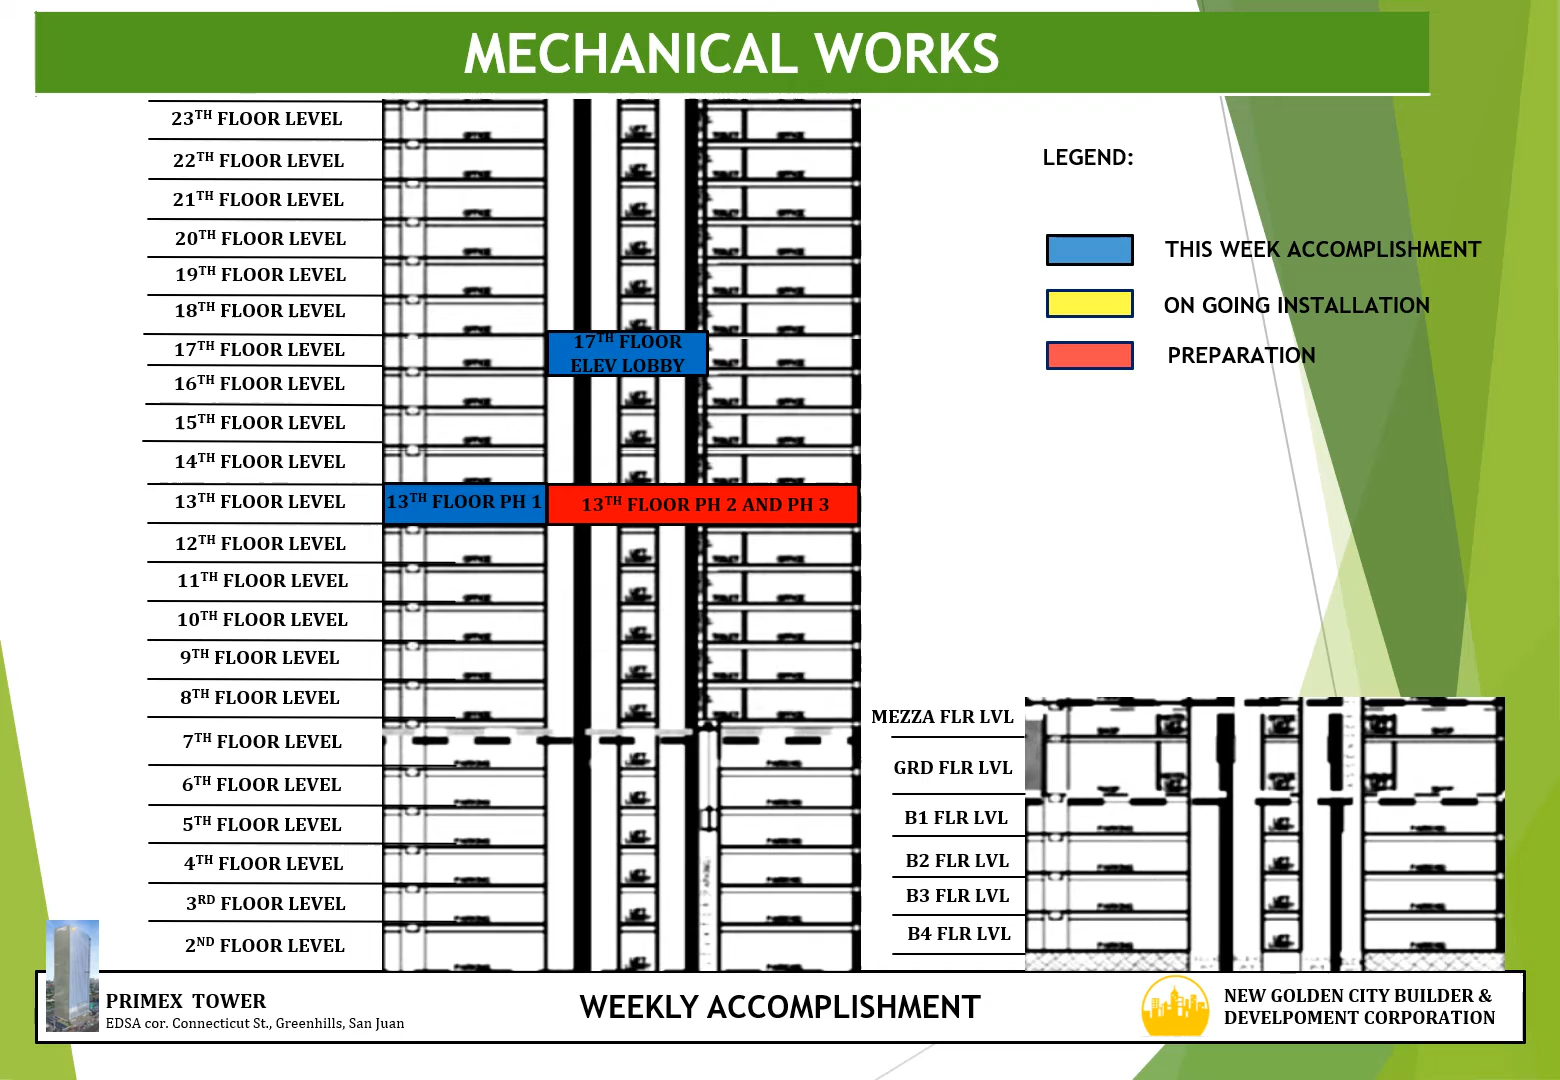 MECHANICAL WORKS
23TH FLOOR LEVEL
22TH FLOOR LEVEL
21TH FLOOR LEVEL
20TH FLOOR LEVEL
19TH FLOOR LEVEL
18TH FLOOR LEVEL
17TH FLOOR LEVEL
16TH FLOOR LEVEL
15TH FLOOR LEVEL
14TH FLOOR LEVEL
13TH FLOOR LEVEL
12TH FLOOR LEVEL
11TH FLOOR LEVEL
10TH FLOOR LEVEL
9TH FLOOR LEVEL
8TH FLOOR LEVEL
7TH FLOOR LEVEL
6TH FLOOR LEVEL
5TH FLOOR LEVEL
4TH FLOOR LEVEL
3RD FLOOR LEVEL
2ND FLOOR LEVEL
17TH FLOOR
ELEV LOBBY
13TH FLOOR PH 1
13TH FLOOR PH 2 AND PH 3
LEGEND:
THIS WEEK ACCOMPLISHMENT
ON GOING INSTALLATION
PREPARATION
MEZZA FLR LVL
GRD FLR LVL
B1 FLR LVL
B2 FLR LVL
B3 FLR LVL
B4 FLR LVL
PRIMEX TOWER
EDSA cor. Connecticut St., Greenhills, San Juan
WEEKLY ACCOMPLISHMENT
NEW GOLDEN CITY BUILDER &
DEVELPOMENT CORPORATION